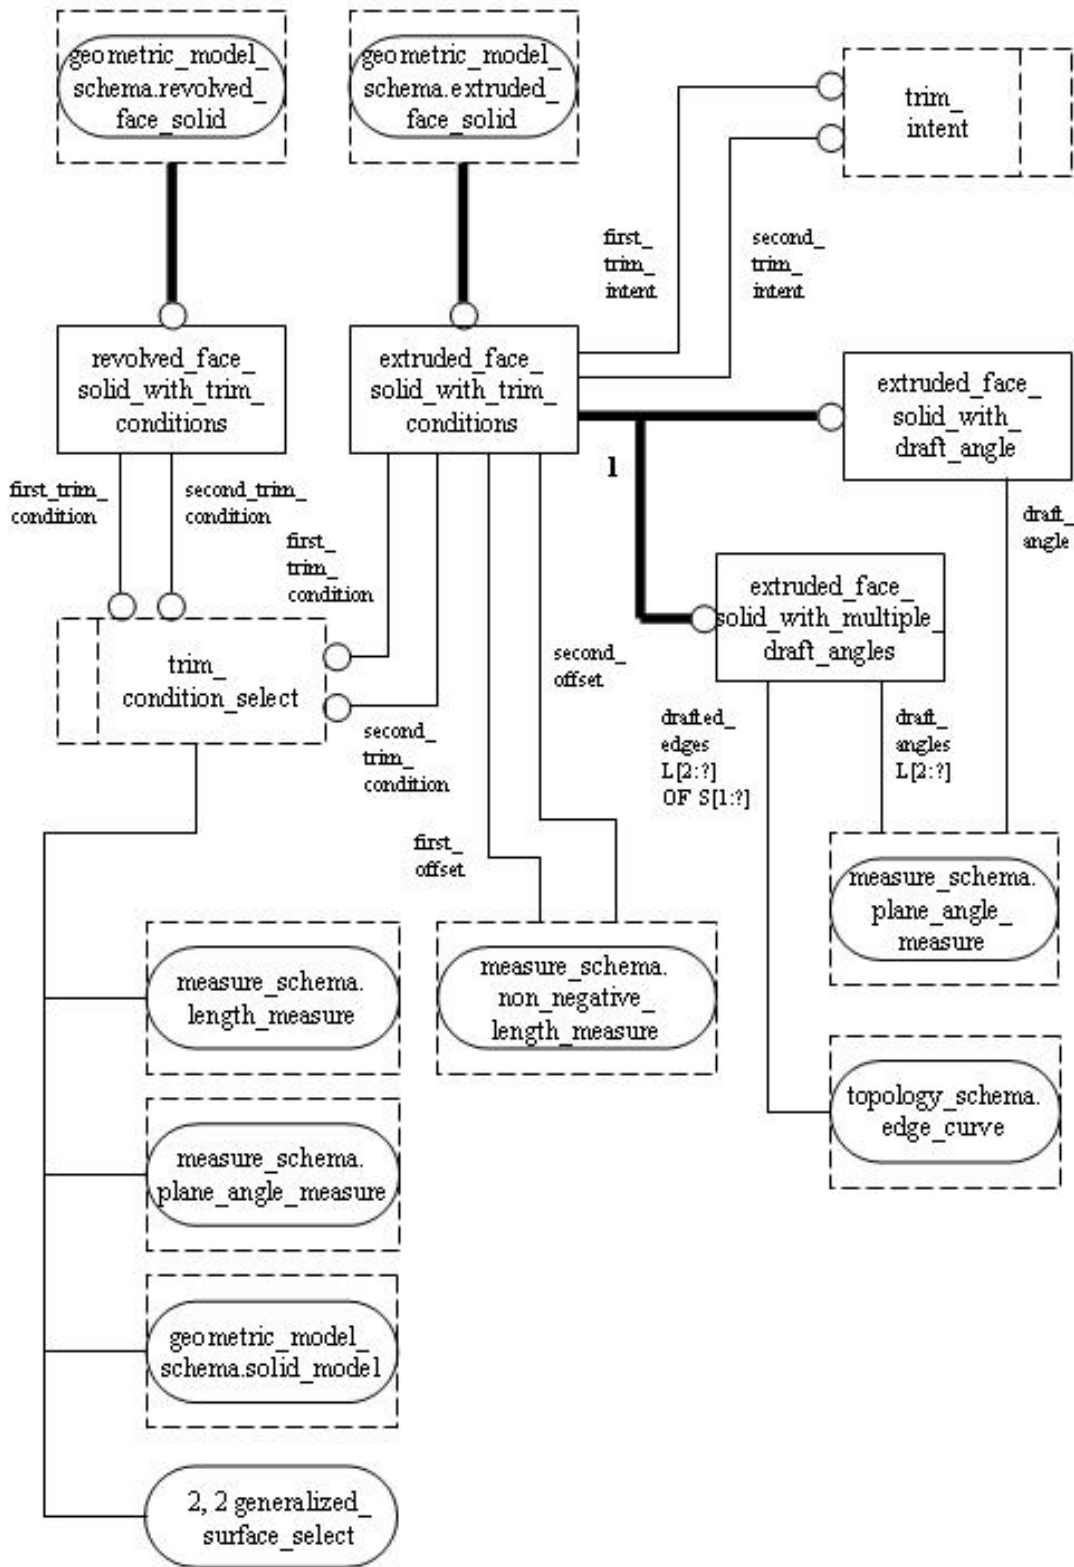 geometric_model_
schema.revolved_
face_solid
geometric_model_
schema.extruded_
face_solid
trim_
intent
first_
trim_
intent
second_
trim_
intent
revolved_face_
solid_with_trim_
conditions
extruded_face_
solid_with_trim_
conditions
extruded_face_
solid_with_
draft_angle
1
first_trim_
condition
second_trim_
condition
first_
trim_
condition
draft_
angle
extruded_face_
solid_with_multiple_
draft_angles
trim_
condition_select
second_
offset
second_
trim_
condition
drafted_
edges
L[2:?]
OF S[1:?]
draft_
angles
L[2:?]
first_
offset
measure_schema.
plane_angle_
measure
measure_schema.
length_measure
measure_schema.
non_negative_
length_measure
topology_schema.
edge_curve
measure_schema.
plane_angle_measure
geometric_model_
schema.solid_model
2, 2 generalized_
surface_select